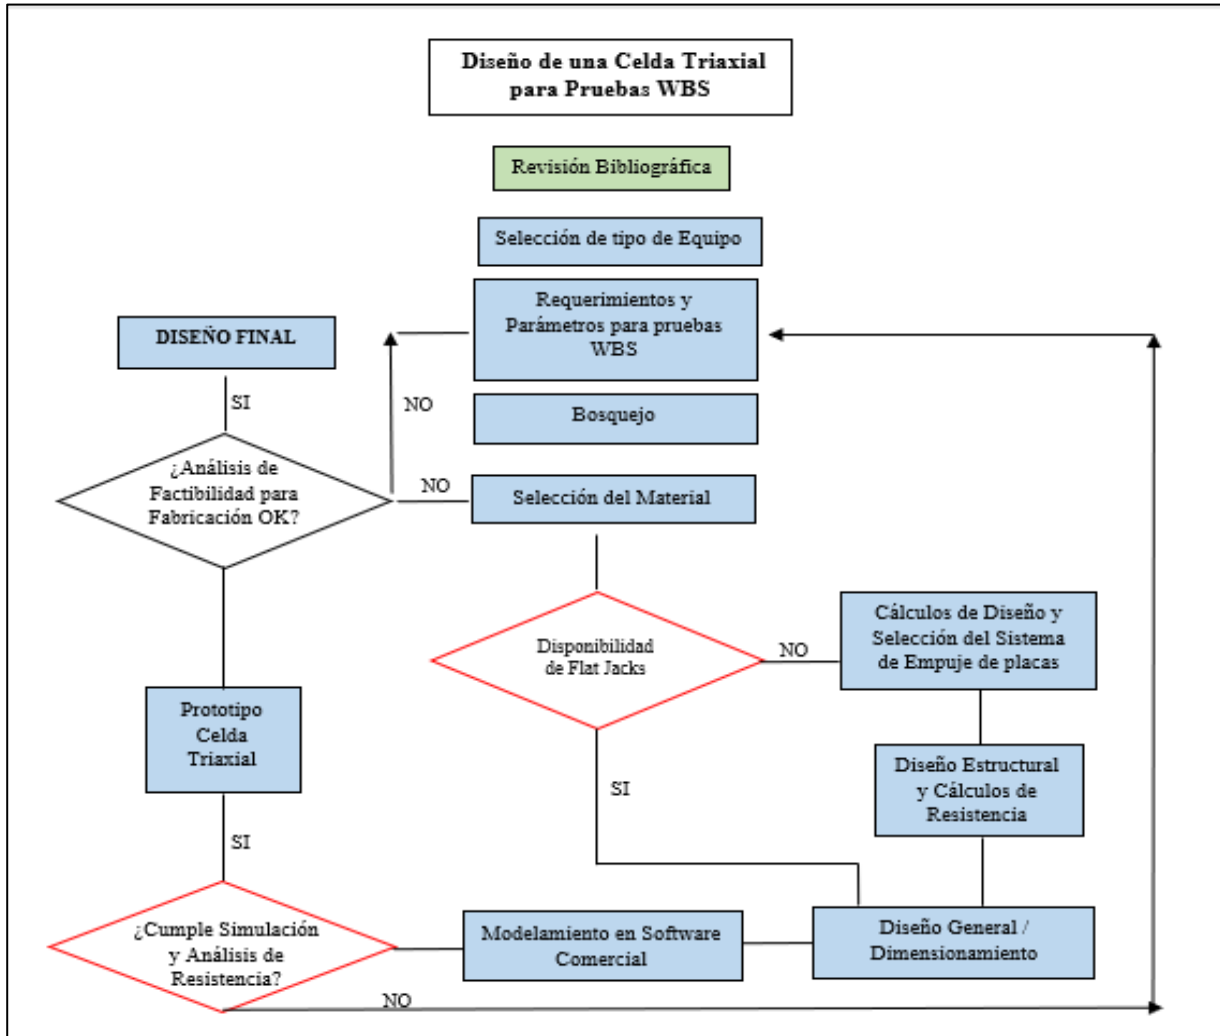 Diseño de una Celda Triaxial
para Pruebas WBS
Revisión Bibliográfica
Selección de tipo de Equipo
Requerimientos y
Parámetros para pruebas
WBS
DISEÑO FINAL
SI
NO
Bosquejo
¿Análisis de
Factibilidad para
Fabricación OK?
NO
Selección del Material
Disponibilidad
de Flat Jacks
NO
Cálculos de Diseño y
Selección del Sistema
de Empuje de placas
Prototipo
Celda
Triaxial
SI
Diseño Estructural
y Cálculos de
Resistencia
SI
¿Cumple Simulación
y Análisis de
Resistencia?
Modelamiento en Software
Comercial
Diseño General /
Dimensionamiento
NO